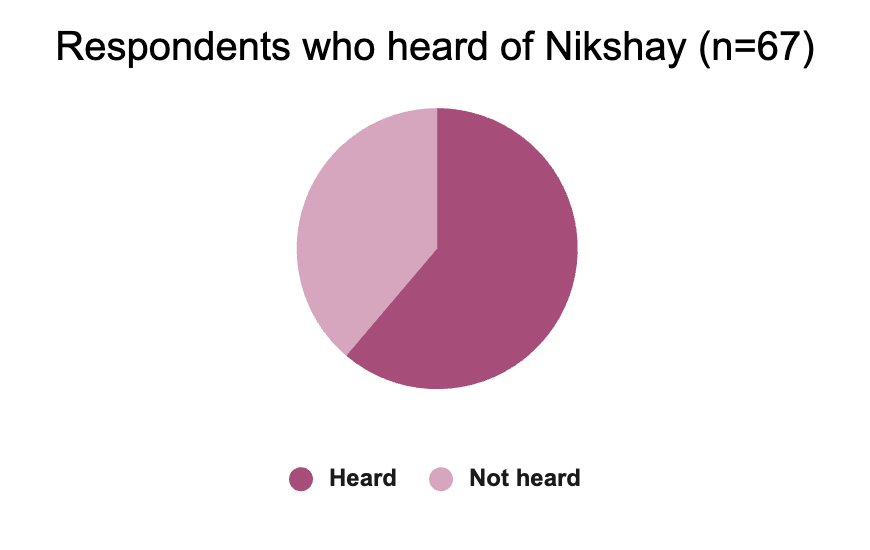 Respondents who heard of Nikshay (n=67)
Heard Not heard